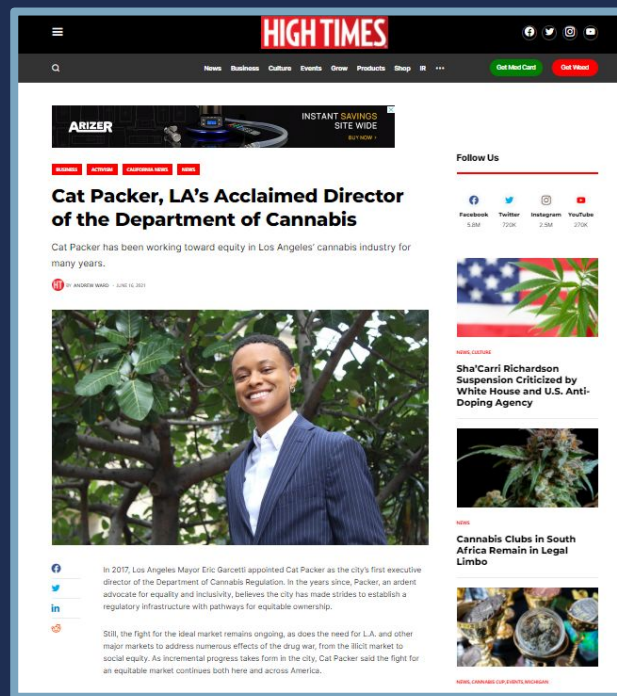 HIGH TIMES
News Business Culture Events Grow Products Shop IR •••
Get Med Card
Get Weed
ARIZER
INSTANT SAVINGS
SITE WIDE
BUY NOW ›
BUSINESS
ACTIVISM
CALIFORNIA NEWS
NEWS
Cat Packer, LA’s Acclaimed Director
of the Department of Cannabis
Cat Packer has been working toward equity in Los Angeles’ cannabis industry for
many years.
HT BY ANDREW WARD - JUNE 16, 2021
In 2017, Los Angeles Mayor Eric Garcetti appointed Cat Packer as the city’s first executive
director of the Department of Cannabis Regulation. In the years since, Packer, an ardent
advocate for equality and inclusivity, believes the city has made strides to establish a
regulatory infrastructure with pathways for equitable ownership.
Still, the fight for the ideal market remains ongoing, as does the need for L.A. and other
major markets to address numerous effects of the drug war, from the illicit market to
social equity. As incremental progress takes form in the city, Cat Packer said the fight for
an equitable market continues both here and across America.
Follow Us
Facebook Twitter Instagram YouTube
5.8M 720K 2.9M 270K
NEWS, CULTURE
Sha’Carri Richardson
Suspension Criticized by
White House and U.S. Anti-
Doping Agency
NEWS
Cannabis Clubs in South
Africa Remain in Legal
Limbo
NEWS, CANNABIS CUP, EVENTS, MICHIGAN